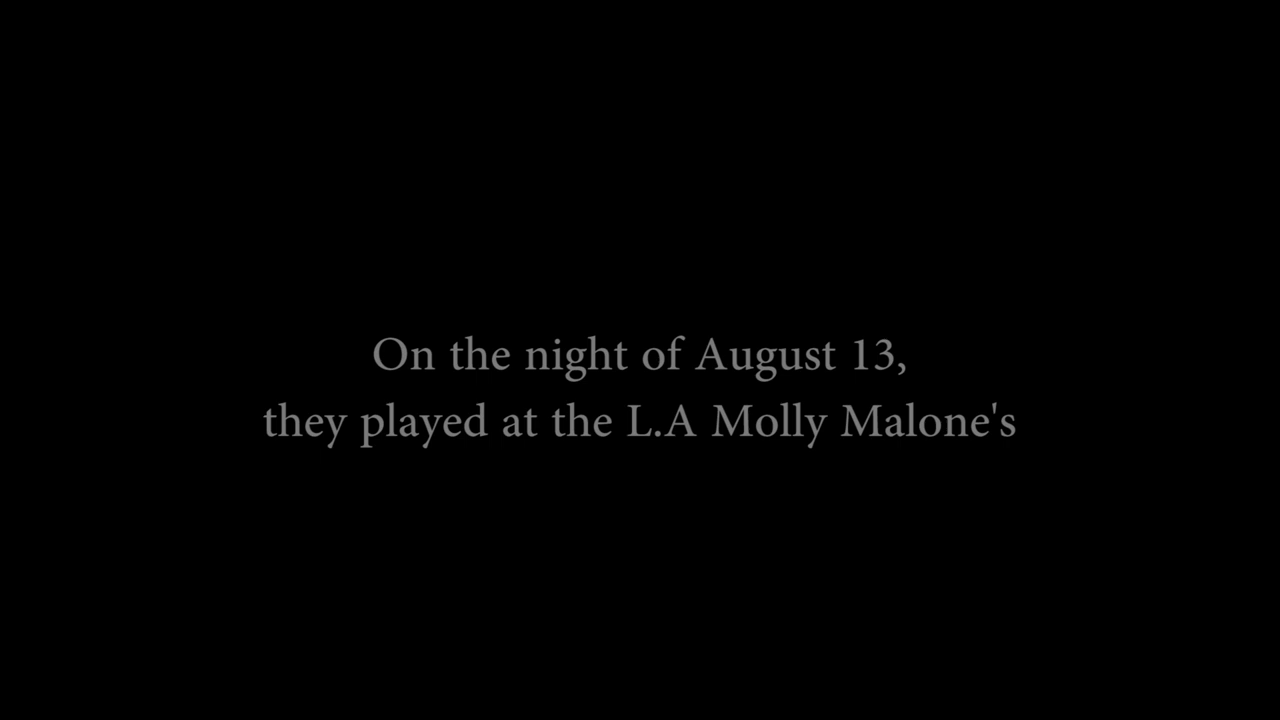 On the night of August 13,
they played at the L.A Molly Malone's